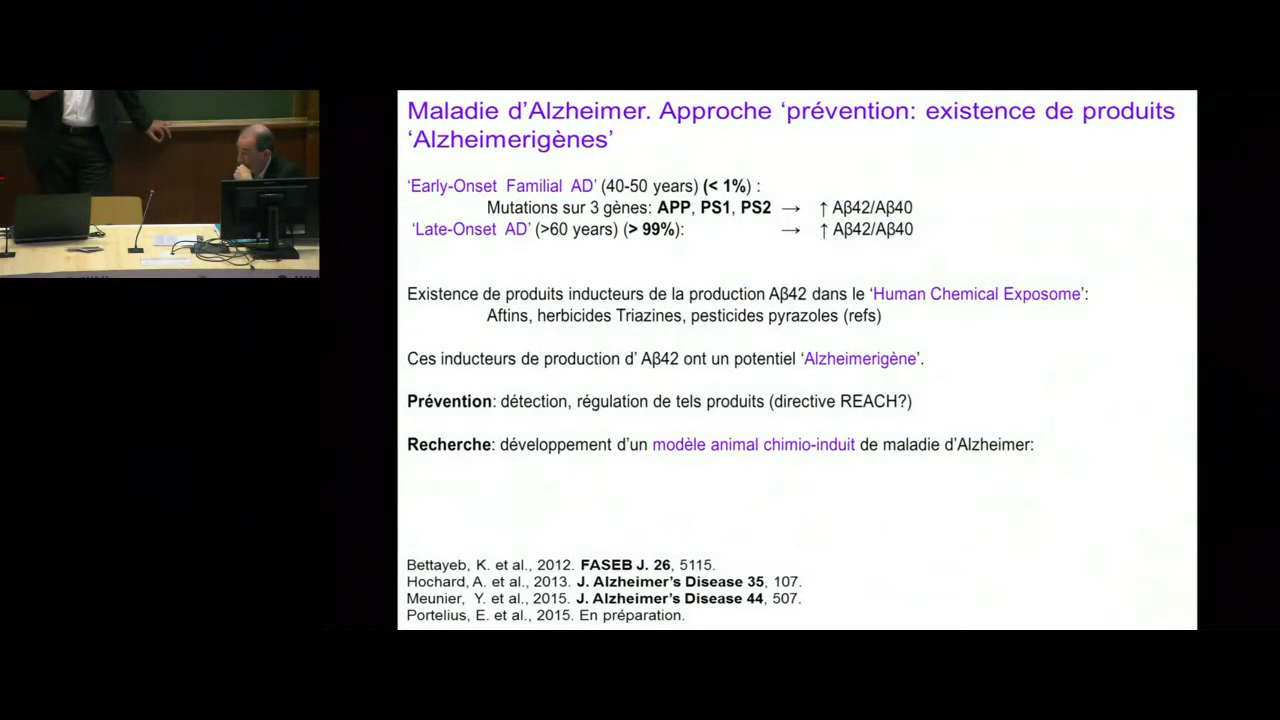 Maladie d’Alzheimer. Approche ‘prévention: existence de produits
‘Alzheimerigènes’
‘Early-Onset Familial AD’ (40-50 years) (< 1%) :
Mutations sur 3 gènes: APP, PS1, PS2 → ↑ Aβ42/Aβ40
‘Late-Onset AD’ (>60 years) (> 99%): → ↑ Aβ42/Aβ40
Existence de produits inducteurs de la production Aβ42 dans le ‘Human Chemical Exposome’:
Aftins, herbicides Triazines, pesticides pyrazoles (refs)
Ces inducteurs de production d’ Aβ42 ont un potentiel ‘Alzheimerigène’.
Prévention: détection, régulation de tels produits (directive REACH?)
Recherche: développement d’un modèle animal chimio-induit de maladie d’Alzheimer:
Bettayeb, K. et al., 2012. FASEB J. 26, 5115.
Hochard, A. et al., 2013. J. Alzheimer’s Disease 35, 107.
Meunier, Y. et al., 2015. J. Alzheimer’s Disease 44, 507.
Portelius, E. et al., 2015. En préparation.